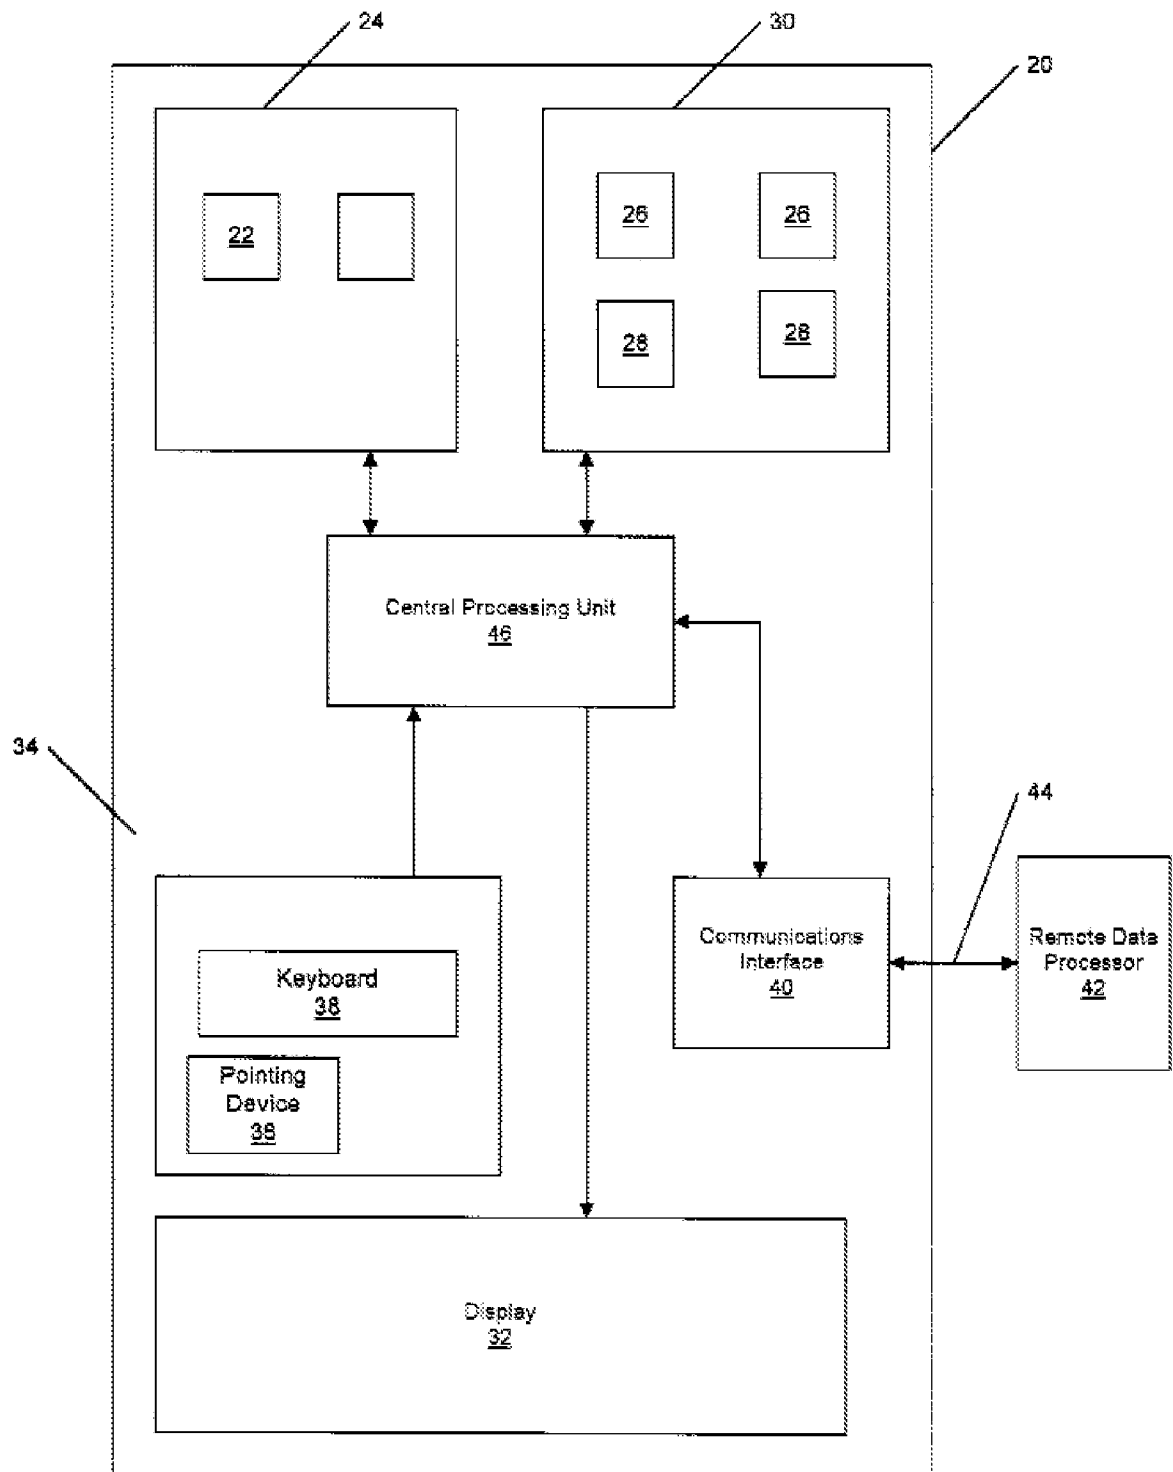 24
30
20
22
26
26
28
28
Central Processing Unit
46
34
44
Communications
Interface
40
Remote Data
Processor
42
Keyboard
38
Pointing
Device
38
Display
32